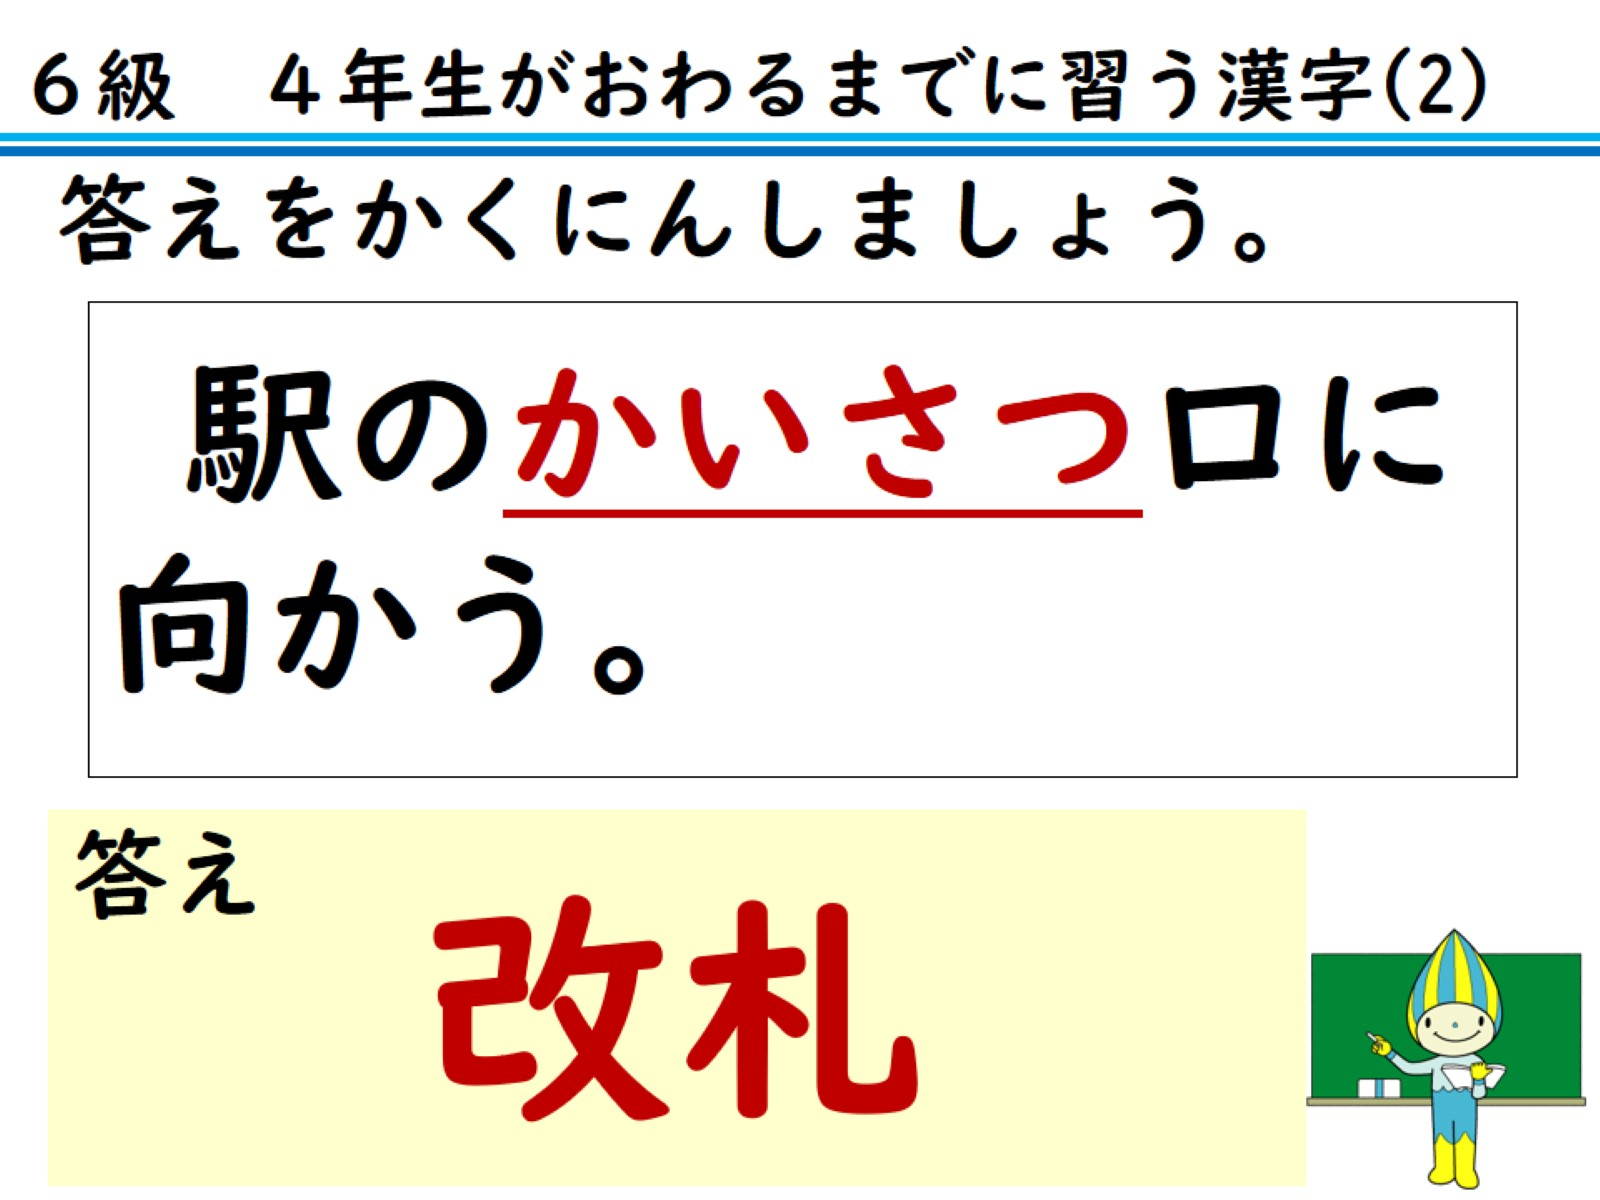 ６級　４年生がおわるまでに習う漢字(2)
答えをかくにんしましょう。
駅のかいさつ口に
向かう。
答え
改札